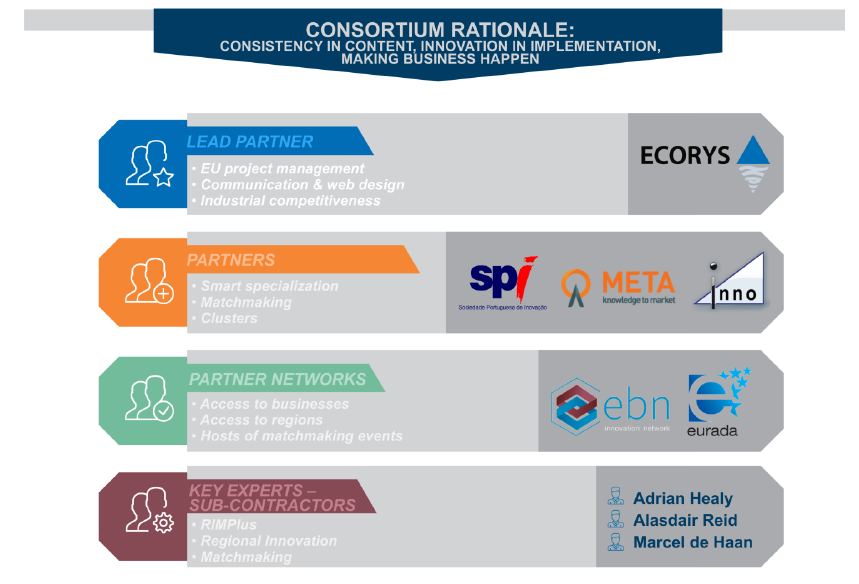 CONSORTIUM RATIONALE:
CONSISTENCY IN CONTENT, INNOVATION IN IMPLEMENTATION,
MAKING BUSINESS HAPPEN
LEAD PARTNER
• EU project management
• Communication & web design
• Industrial competitiveness
ECORYS
PARTNERS
• Smart specialization
• Matchmaking
• Clusters
spi
Sociedade Portuguesa de Inovação
META
knowledge to market
inno
PARTNER NETWORKS
• Access to businesses
• Access to regions
• Hosts of matchmaking events
ebn
innovation network
e
eurada
KEY EXPERTS –
SUB-CONTRACTORS
• RIMPlus
• Regional Innovation
• Matchmaking
Adrian Healy
Alasdair Reid
Marcel de Haan